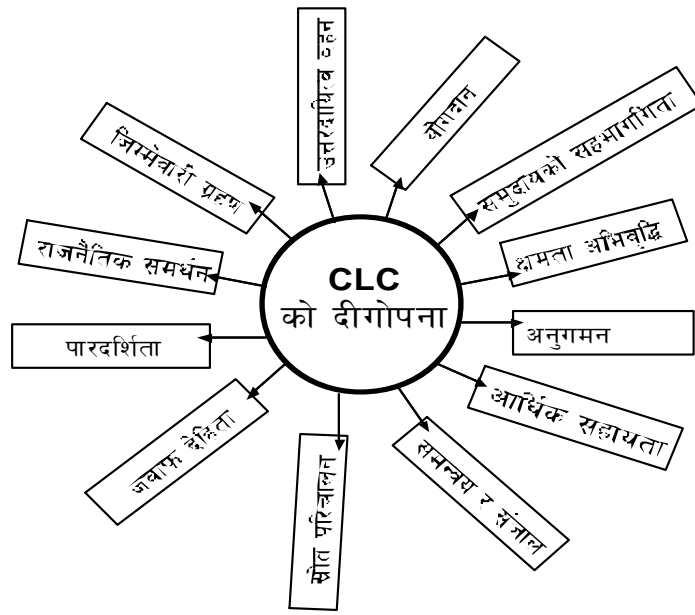 CLC
को दीगोपना
उत्तरदायित्व वहन
योगदान
समुदायको सहभागिता
क्षमता अभिवृद्धि
अनुगमन
आर्थिक सहायता
समन्वय र संजाल
स्रोत परिचालन
जवाफ देहिता
पारदर्शिता
राजनैतिक समर्थन
जिम्मेवारी ग्रहण